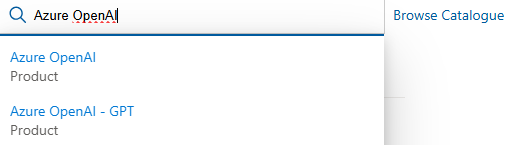 Azure OpenAI
Browse Catalogue
Azure OpenAI
Product
Azure OpenAI - GPT
Product